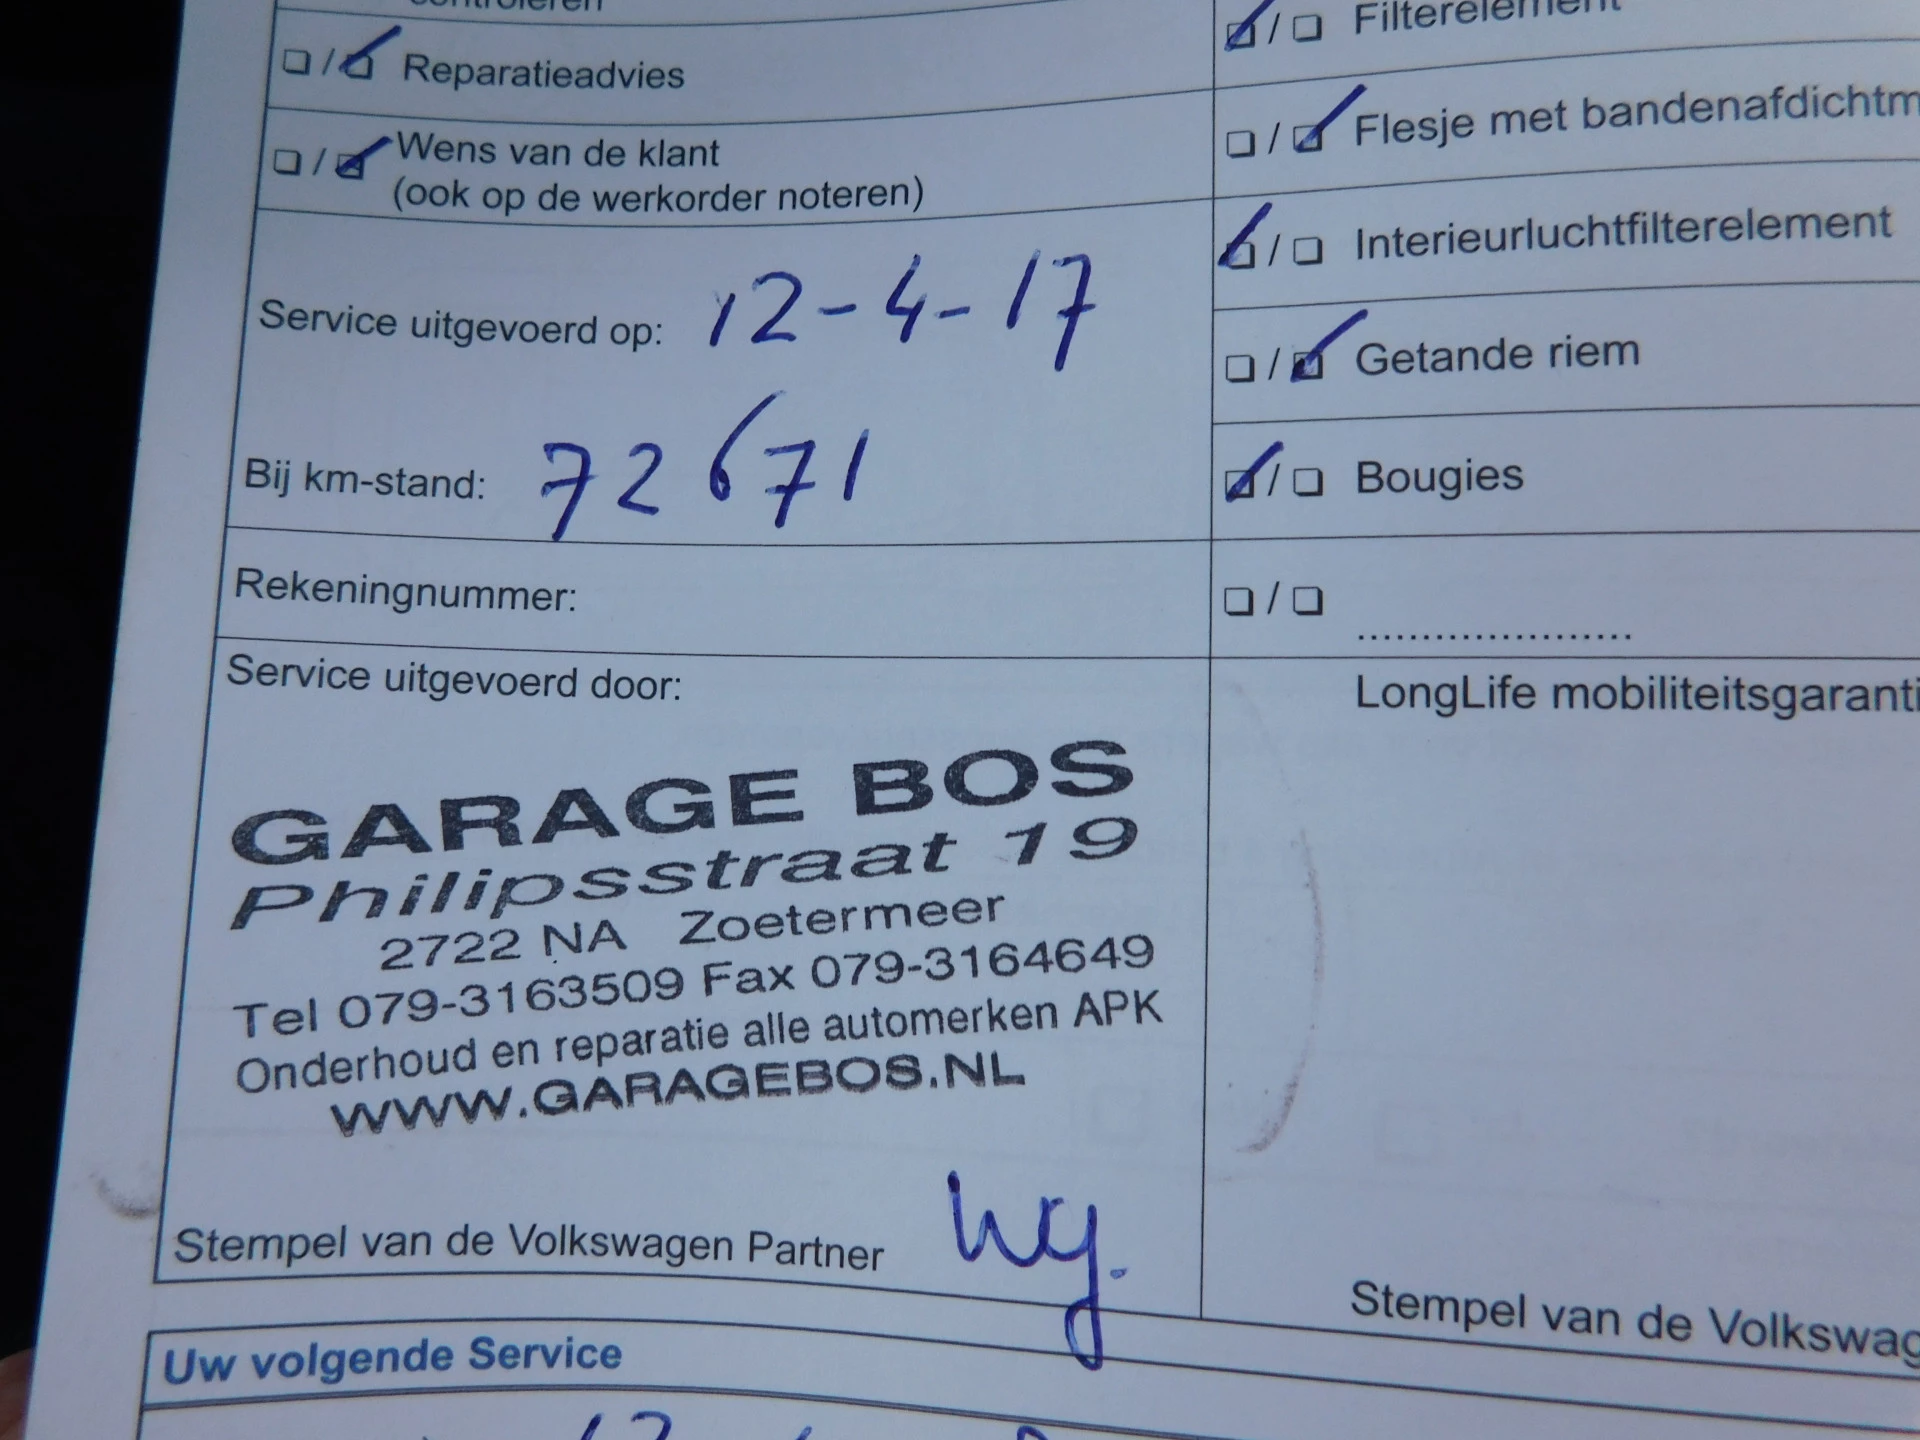 controleren
❏ / ❏ Reparatieadvies
❏ / ❏ Wens van de klant
(ook op de werkorder noteren)
Service uitgevoerd op: 12-4-17
Bij km-stand: 72671
Rekeningnummer:
Service uitgevoerd door:
GARAGE BOS
Philipsstraat 19
2722 NA Zoetermeer
Tel 079-3163509 Fax 079-3164649
Onderhoud en reparatie alle automerken APK
WWW.GARAGEBOS.NL
Stempel van de Volkswagen Partner
❏ / ❏ Filterelement
❏ / ❏ Flesje met bandenafdichtm
❏ / ❏ Interieurluchtfilterelement
❏ / ❏ Getande riem
❏ / ❏ Bougies
❏ / ❏ .....................
LongLife mobiliteitsgaranti
Stempel van de Volkswag
Uw volgende Service